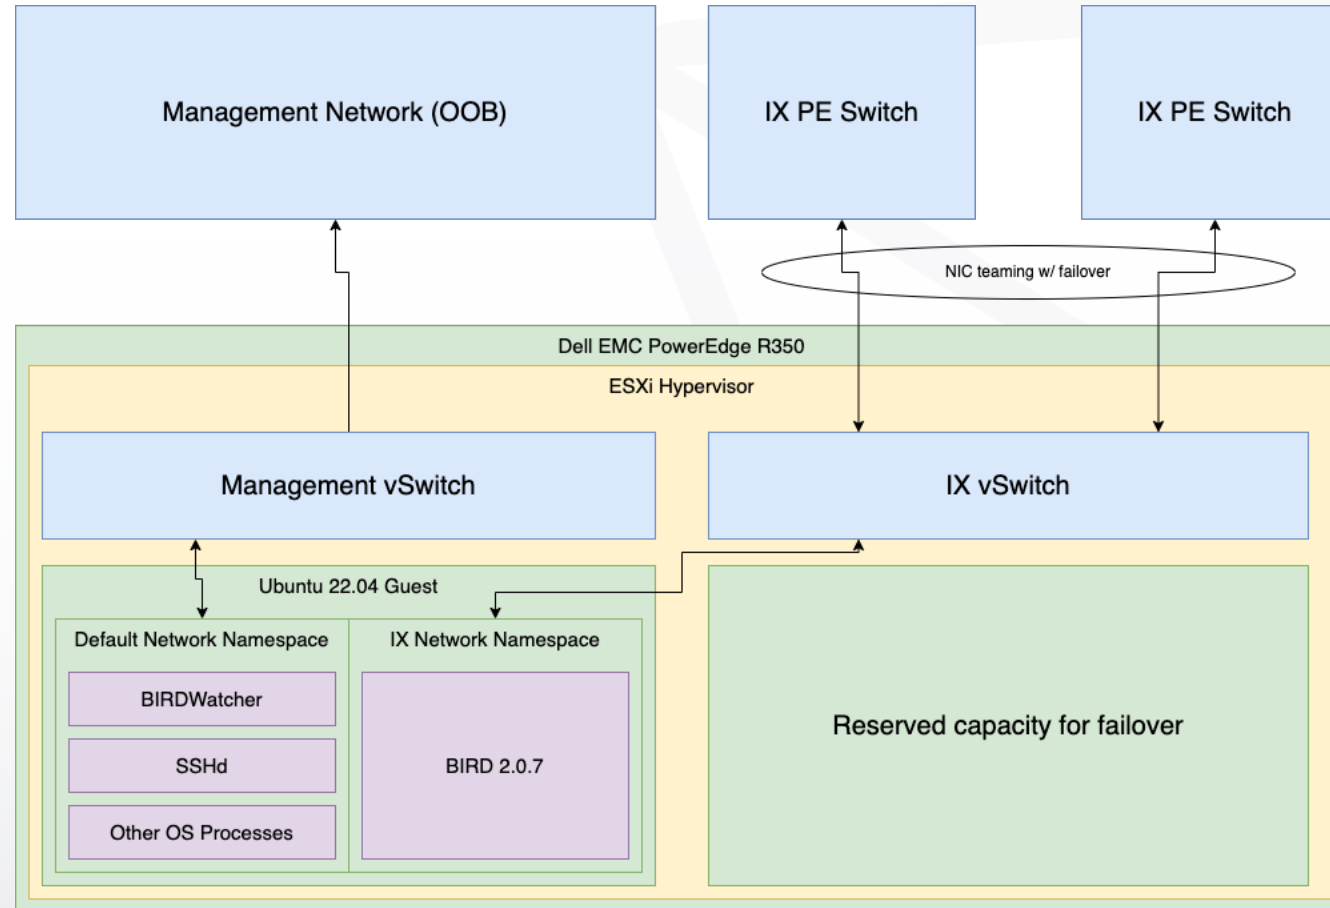 Management Network (OOB)
IX PE Switch
IX PE Switch
NIC teaming w/ failover
Dell EMC PowerEdge R350
ESXi Hypervisor
Management vSwitch
IX vSwitch
Ubuntu 22.04 Guest
Default Network Namespace
IX Network Namespace
BIRDWatcher
SSHd
Other OS Processes
BIRD 2.0.7
Reserved capacity for failover